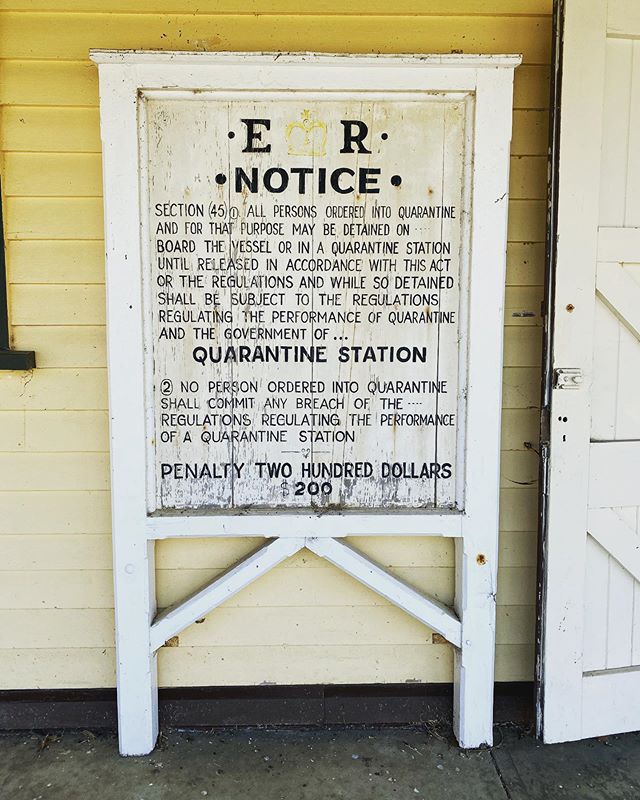 ·E R·
•NOTICE•
SECTION (45) ① ALL PERSONS ORDERED INTO QUARANTINE
AND FOR THAT PURPOSE MAY BE DETAINED ON ····
BOARD THE VESSEL OR IN A QUARANTINE STATION
UNTIL RELEASED IN ACCORDANCE WITH THIS ACT
OR THE REGULATIONS AND WHILE SO DETAINED
SHALL BE SUBJECT TO THE REGULATIONS
REGULATING THE PERFORMANCE OF QUARANTINE
AND THE GOVERNMENT OF ...
QUARANTINE STATION
② NO PERSON ORDERED INTO QUARANTINE
SHALL COMMIT ANY BREACH OF THE ····
REGULATIONS REGULATING THE PERFORMANCE
OF A QUARANTINE STATION
PENALTY TWO HUNDRED DOLLARS
$200